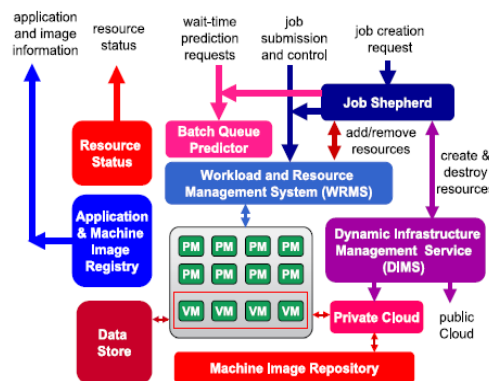 application
and image
information
resource
status
wait-time
prediction
requests
job
submission
and control
job creation
request
Job Shepherd
Resource
Status
Batch Queue
Predictor
add/remove
resources
create &
destroy
resources
Workload and Resource
Management System (WRMS)
Application
& Machine
Image
Registry
PM PM PM PM
PM PM PM PM
VM VM VM VM
Dynamic Infrastructure
Management Service
(DIMS)
Data
Store
Private Cloud
public
Cloud
Machine Image Repository